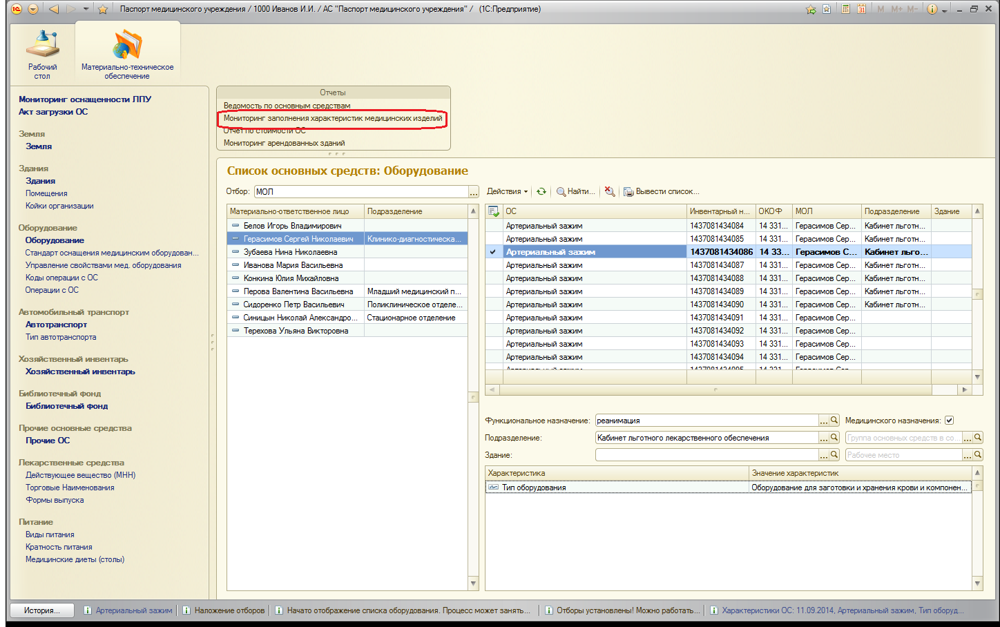 Паспорт медицинского учреждения / 1000 Иванов И.И. / АС "Паспорт медицинского учреждения" / (1С:Предприятие)
M M+ M-
Рабочий
стол
Материально-техническое
обеспечение
Мониторинг оснащенности ЛПУ
Акт загрузки ОС
Земля
Земля
Здания
Здания
Помещения
Койки организации
Оборудование
Оборудование
Стандарт оснащения медицинским оборудован...
Управление свойствами мед. оборудования
Коды операции с ОС
Операции с ОС
Автомобильный транспорт
Автотранспорт
Тип автотранспорта
Хозяйственный инвентарь
Хозяйственный инвентарь
Библиотечный фонд
Библиотечный фонд
Прочие основные средства
Прочие ОС
Лекарственные средства
Действующее вещество (МНН)
Торговые Наименования
Формы выпуска
Питание
Виды питания
Кратность питания
Медицинские диеты (столы)
Отчеты
Ведомость по основным средствам
Мониторинг заполнения характеристик медицинских изделий
Отчет по стоимости ОС
Мониторинг арендованных зданий
Список основных средств: Оборудование
Отбор: МОЛ ...
Действия Найти... Вывести список...
Материально-ответственное лицо Подразделение
Белов Игорь Владимирович
Герасимов Сергей Николаевич Клинико-диагностическа...
Зубаева Нина Николаевна
Иванова Мария Васильевна
Конкина Юлия Михайловна
Перова Валентина Васильевна Младший медицинский п...
Сидоренко Петр Васильевич Поликлиническое отделе...
Синицын Николай Александро... Стационарное отделение
Терехова Ульяна Викторовна
ОС Инвентарный н... ОКОФ МОЛ Подразделение Здание
Артериальный зажим 1437081434084 14 331... Герасимов Сер... Кабинет льготн...
Артериальный зажим 1437081434085 14 331... Герасимов Сер... Кабинет льготн...
Артериальный зажим 1437081434086 14 33... Герасимов С... Кабинет льго...
Артериальный зажим 1437081434087 14 331... Герасимов Сер... Кабинет льготн...
Артериальный зажим 1437081434088 14 331... Герасимов Сер... Кабинет льготн...
Артериальный зажим 1437081434089 14 331... Герасимов Сер... Кабинет льготн...
Артериальный зажим 1437081434090 14 331... Герасимов Сер... Кабинет льготн...
Артериальный зажим 1437081434091 14 331... Герасимов Сер...
Артериальный зажим 1437081434092 14 331... Герасимов Сер...
Артериальный зажим 1437081434093 14 331... Герасимов Сер...
Артериальный зажим 1437081434094 14 331... Герасимов Сер...
Артериальный зажим 1437081434095 14 331... Герасимов Сер...
Функциональное назначение: реанимация ... Медицинского назначения:
Подразделение: Кабинет льготного лекарственного обеспечения ... Группа основных средств в со... ...
Здание: ... Рабочее место ...
Характеристика Значение характеристик
Тип оборудования Оборудование для заготовки и хранения крови и компонен...
История... Артериальный зажим Наложение отборов Начато отображение списка оборудования. Процесс может занять... Отборы установлены! Можно работать... Характеристики ОС: 11.09.2014, Артериальный зажим, Тип оборуд...